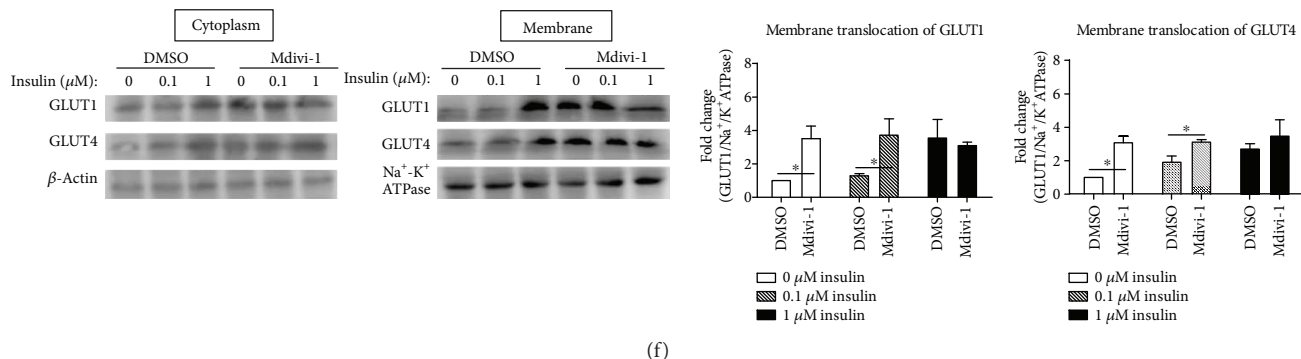 Cytoplasm
DMSO Mdivi-1
Insulin (μM): 0 0.1 1 0 0.1 1
GLUT1
GLUT4
β-Actin
Membrane
DMSO Mdivi-1
Insulin (μM): 0 0.1 1 0 0.1 1
GLUT1
GLUT4
Na⁺-K⁺
ATPase
Membrane translocation of GLUT1
Fold change
(GLUT1/Na⁺/K⁺ATPase)
8
6
4
2
0
* *
DMSO Mdivi-1 DMSO Mdivi-1 DMSO Mdivi-1
0 μM insulin
0.1 μM insulin
1 μM insulin
Membrane translocation of GLUT4
Fold change
(GLUT1/Na⁺/K⁺ATPase)
8
6
4
2
0
* *
DMSO Mdivi-1 DMSO Mdivi-1 DMSO Mdivi-1
0 μM insulin
0.1 μM insulin
1 μM insulin
(f)